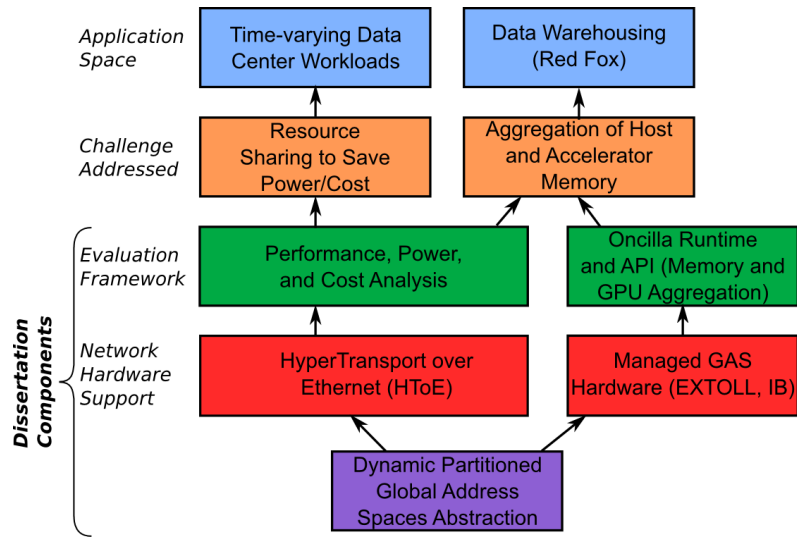 Application
Space
Time-varying Data
Center Workloads
Data Warehousing
(Red Fox)
Challenge
Addressed
Resource
Sharing to Save
Power/Cost
Aggregation of Host
and Accelerator
Memory
Evaluation
Framework
Performance, Power,
and Cost Analysis
Oncilla Runtime
and API (Memory and
GPU Aggregation)
Dissertation
Components
Network
Hardware
Support
HyperTransport over
Ethernet (HToE)
Managed GAS
Hardware (EXTOLL, IB)
Dynamic Partitioned
Global Address
Spaces Abstraction